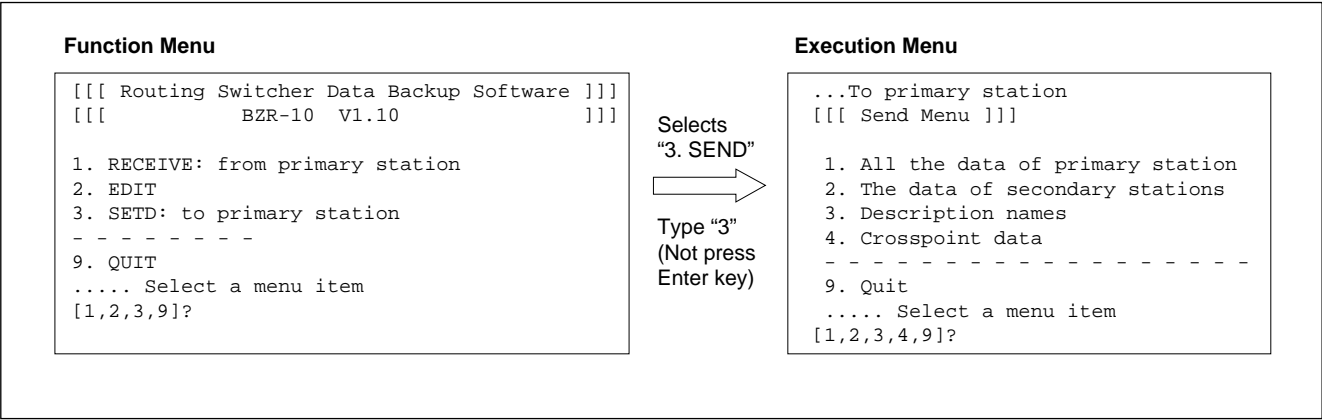 Function Menu
[[[ Routing Switcher Data Backup Software ]]]
[[[ BZR-10 V1.10 ]]]
1. RECEIVE: from primary station
2. EDIT
3. SETD: to primary station
- - - - - - - -
9. QUIT
..... Select a menu item
[1,2,3,9]?
Selects
“3. SEND”
Type “3”
(Not press
Enter key)
Execution Menu
...To primary station
[[[ Send Menu ]]]
1. All the data of primary station
2. The data of secondary stations
3. Description names
4. Crosspoint data
- - - - - - - - - - - - - - - - - -
9. Quit
..... Select a menu item
[1,2,3,4,9]?